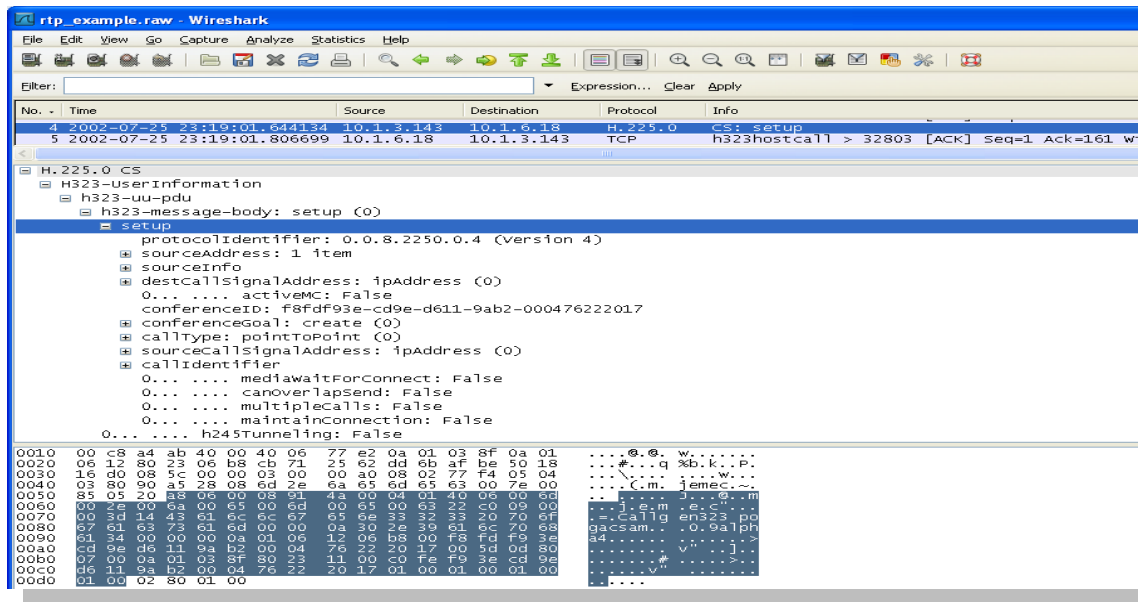 rtp_example.raw - Wireshark
File Edit View Go Capture Analyze Statistics Help
Filter: Expression... Clear Apply
No. - Time Source Destination Protocol Info
4 2002-07-25 23:19:01.644134 10.1.3.143 10.1.6.18 H.225.0 CS: setup
5 2002-07-25 23:19:01.806699 10.1.6.18 10.1.3.143 TCP h323hostcall > 32803 [ACK] Seq=1 Ack=161 W
H.225.0 CS
H323-UserInformation
h323-uu-pdu
h323-message-body: setup (0)
setup
protocolIdentifier: 0.0.8.2250.0.4 (Version 4)
sourceAddress: 1 item
sourceInfo
destCallSignalAddress: ipAddress (0)
0... .... activeMC: False
conferenceID: f8fdf93e-cd9e-d611-9ab2-000476222017
conferenceGoal: create (0)
callType: pointToPoint (0)
sourceCallSignalAddress: ipAddress (0)
callIdentifier
0... .... mediaWaitForConnect: False
0... .... canOverlapSend: False
0... .... multipleCalls: False
0... .... maintainConnection: False
0... .... h245Tunneling: False
0010 00 c8 a4 ab 40 00 40 06 77 e2 0a 01 03 8f 0a 01 ....@.@. w.......
0020 06 12 80 23 06 b8 cb 71 25 62 dd 6b af be 50 18 ...#...q %b.k..P.
0030 16 d0 08 5c 00 00 03 00 00 a0 08 02 77 f4 05 04 ...\.... ....w...
0040 03 80 90 a5 28 08 6d 2e 6a 65 6d 65 63 00 7e 00 ....(.m. jemec.~.
0050 85 05 20 a8 06 00 08 91 4a 00 04 01 40 06 00 6d .. ..... J...@..m
0060 00 2e 00 6a 00 65 00 6d 00 65 00 63 22 c0 09 00 ...j.e.m .e.c"...
0070 00 3d 14 43 61 6c 6c 67 65 6e 33 32 33 20 70 6f .=.Callg en323 po
0080 67 61 63 73 61 6d 00 00 0a 30 2e 39 61 6c 70 68 gacsam.. .0.9alph
0090 61 34 00 00 00 0a 01 06 12 06 b8 00 f8 fd f9 3e a4...... .......>
00a0 cd 9e d6 11 9a b2 00 04 76 22 20 17 00 5d 0d 80 ........ v" ..]..
00b0 07 00 0a 01 03 8f 80 23 11 00 c0 fe f9 3e cd 9e .......# .....>..
00c0 d6 11 9a b2 00 04 76 22 20 17 01 00 01 00 01 00 ......v" .......
00d0 01 00 02 80 01 00 ......